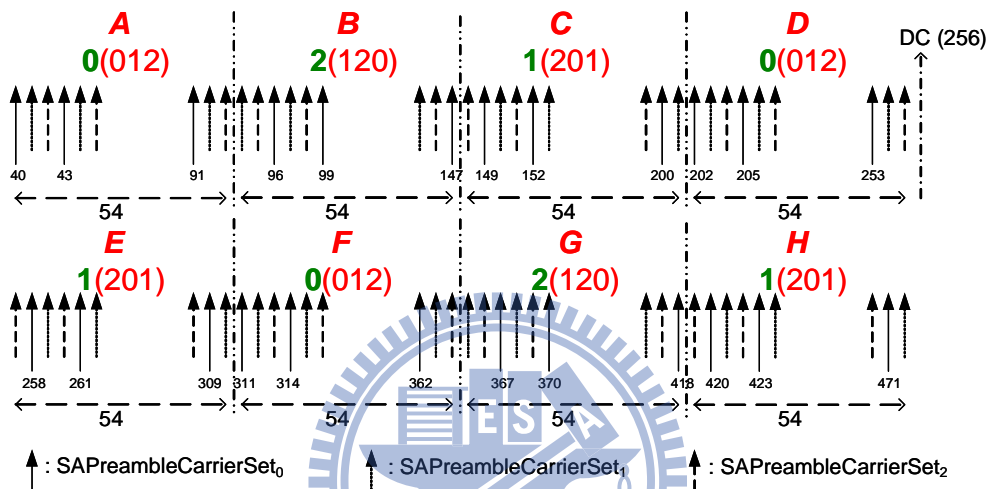 A B C D
DC (256)
0(012) 2(120) 1(201) 0(012)
40 43 91 96 99 147 149 152 200 202 205 253
54 54 54 54
E F G H
1(201) 0(012) 2(120) 1(201)
258 261 309 311 314 362 367 370 418 420 423 471
54 54 54 54
: SAPreambleCarrierSet0 : SAPreambleCarrierSet1 : SAPreambleCarrierSet2
E S A